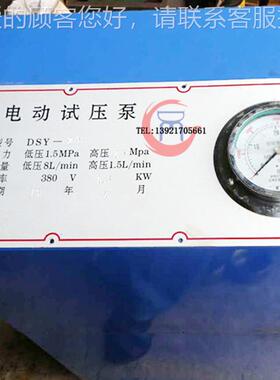 的顾客，请联系客服
电动试压泵
TEL:13921705661
型号 DSY—
力 低压1.5MPa 高压 Mpa
量 低压8L/min 高压1.5L/min
率 380 V KW
期 年 月